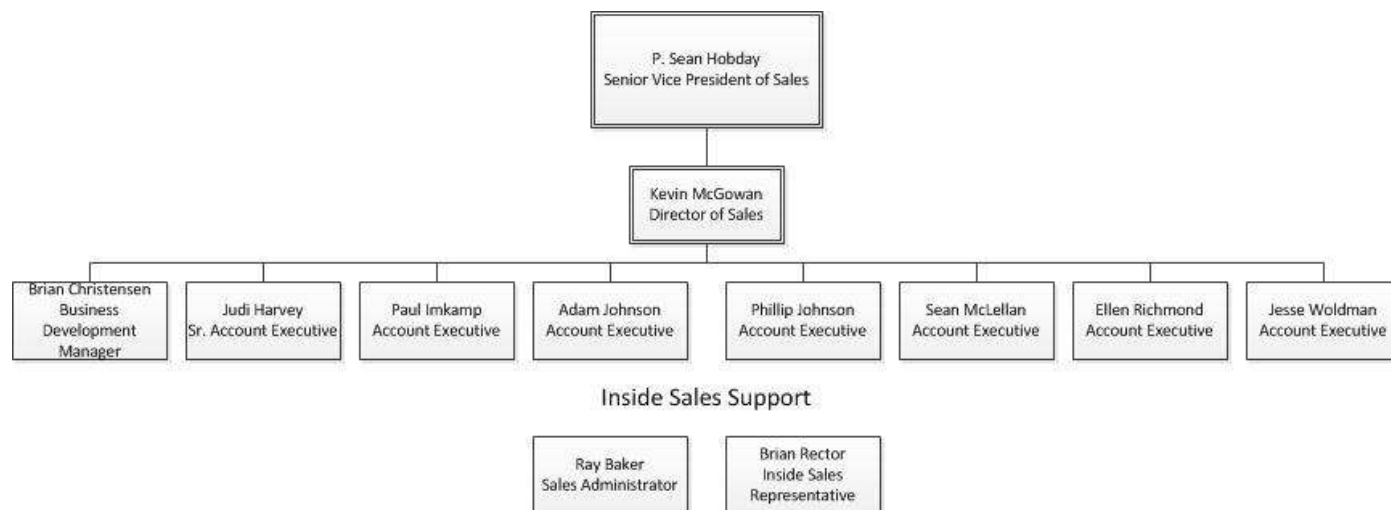 P. Sean Hobday
Senior Vice President of Sales
Kevin McGowan
Director of Sales
Brian Christensen
Business
Development
Manager
Judi Harvey
Sr. Account Executive
Paul Imkamp
Account Executive
Adam Johnson
Account Executive
Phillip Johnson
Account Executive
Sean McLellan
Account Executive
Ellen Richmond
Account Executive
Jesse Woldman
Account Executive
Inside Sales Support
Ray Baker
Sales Administrator
Brian Rector
Inside Sales
Representative